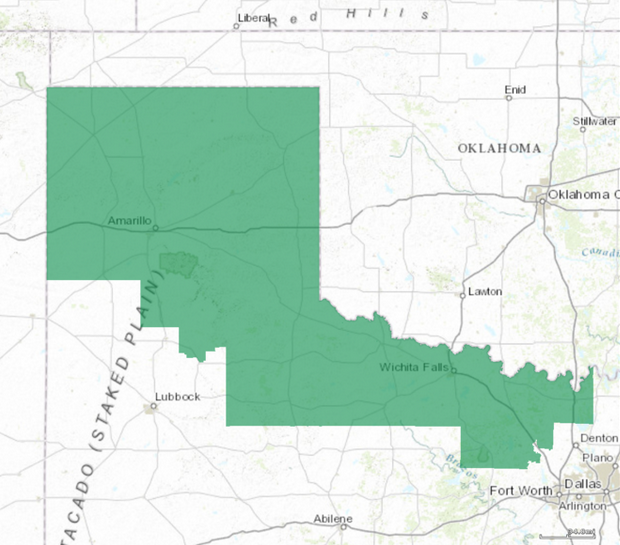 Liberal
Red Hills
Enid
Stillwater
OKLAHOMA
Oklahoma C
Amarillo
Canadi
Lawton
TACADO (STAKED PLAIN)
Wichita Falls
Lubbock
Denton
Plano
Fort Worth
Dallas
Arlington
Abilene